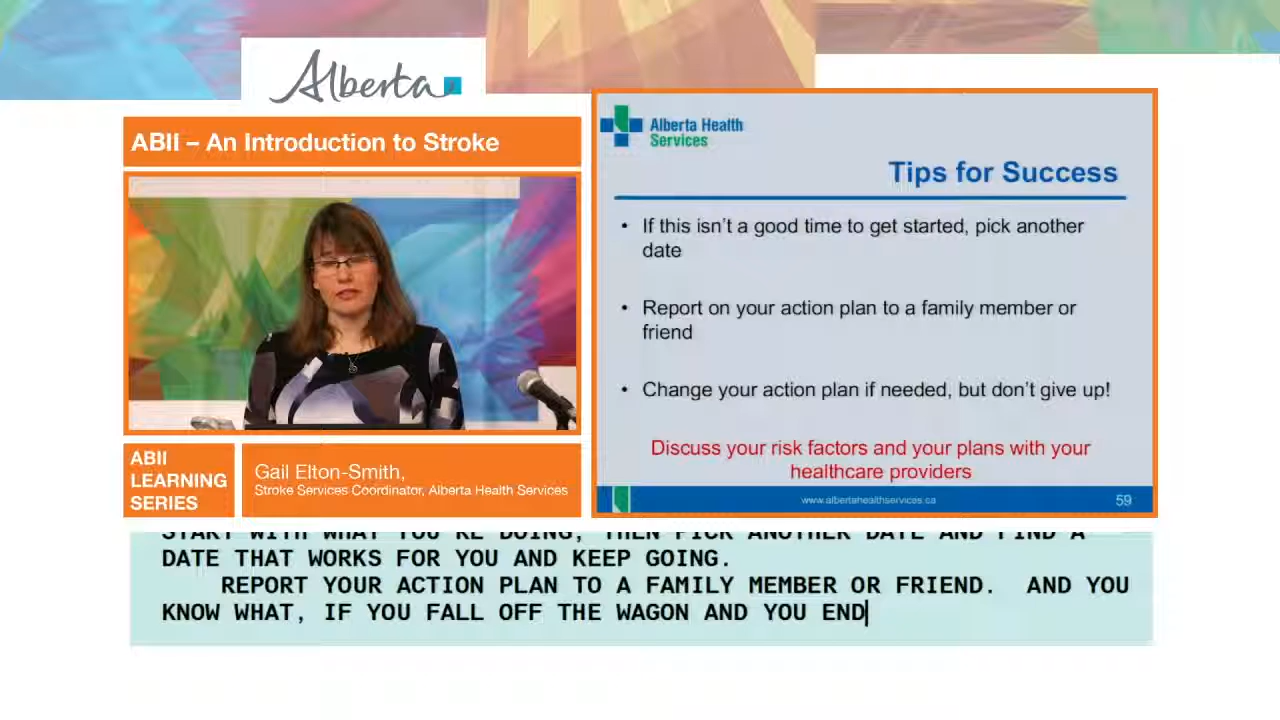 Alberta
ABII – An Introduction to Stroke
ABII
LEARNING
SERIES
Gail Elton-Smith,
Stroke Services Coordinator, Alberta Health Services
Alberta Health
Services
Tips for Success
• If this isn't a good time to get started, pick another
date
• Report on your action plan to a family member or
friend
• Change your action plan if needed, but don't give up!
Discuss your risk factors and your plans with your
healthcare providers
www.albertahealthservices.ca
59
START WITH WHAT YOU'RE DOING, THEN PICK ANOTHER DATE AND FIND A
DATE THAT WORKS FOR YOU AND KEEP GOING.
REPORT YOUR ACTION PLAN TO A FAMILY MEMBER OR FRIEND. AND YOU
KNOW WHAT, IF YOU FALL OFF THE WAGON AND YOU END